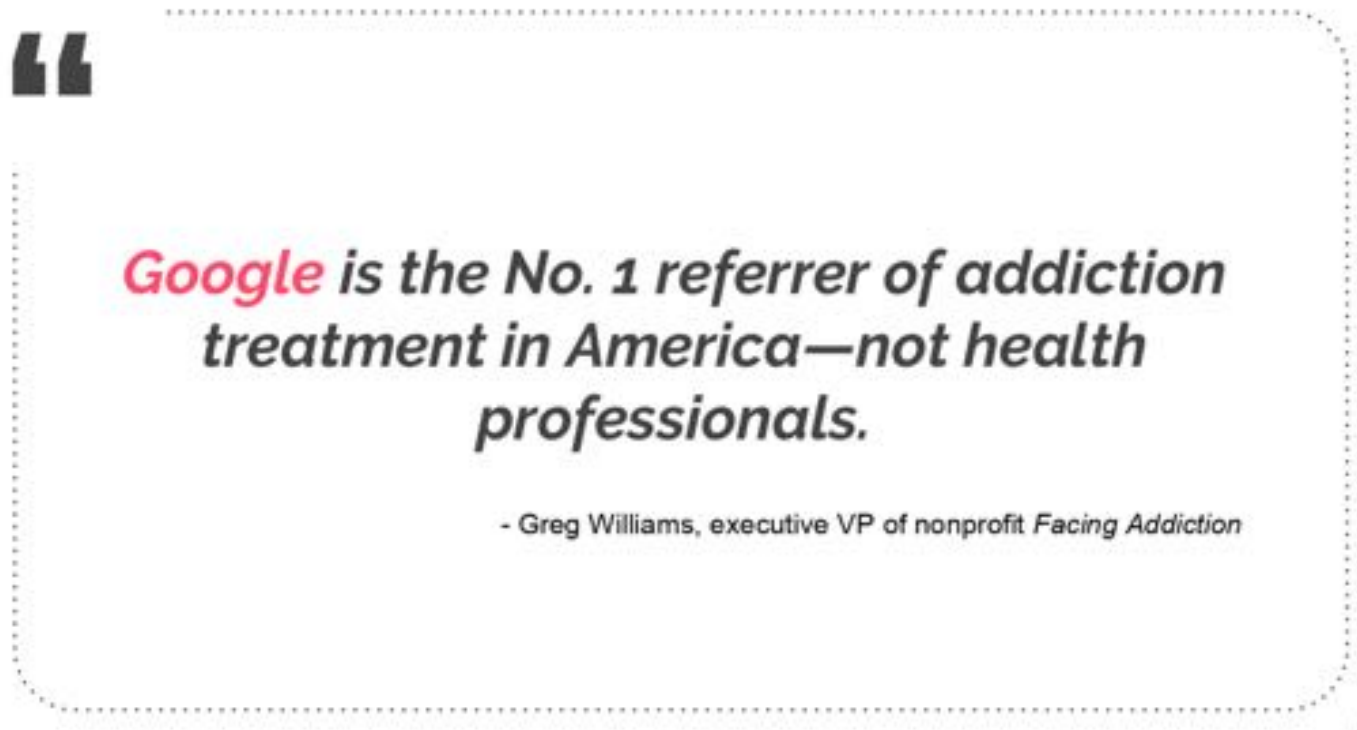 “
Google is the No. 1 referrer of addiction
treatment in America—not health
professionals.
- Greg Williams, executive VP of nonprofit Facing Addiction